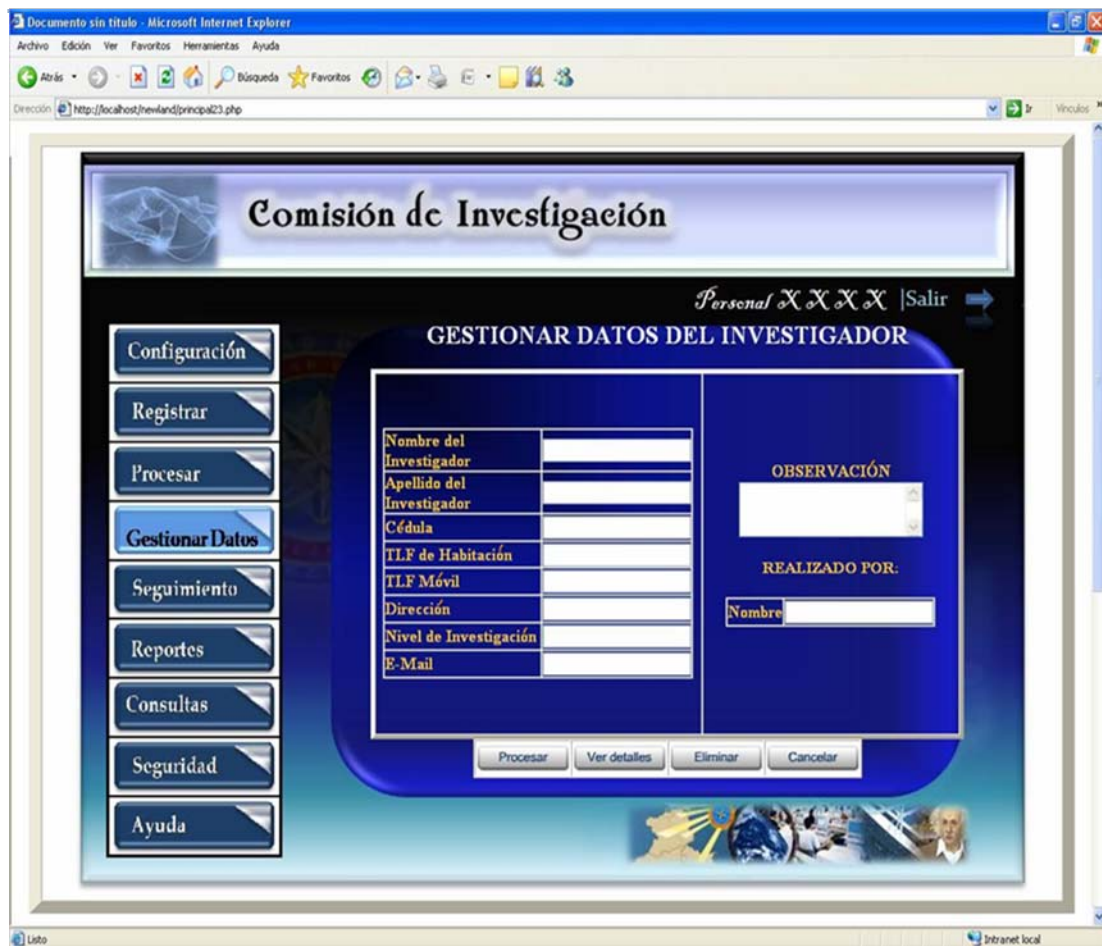 Documento sin título - Microsoft Internet Explorer
Archivo Edición Ver Favoritos Herramientas Ayuda
Atrás Búsqueda Favoritos
Dirección http://localhost/newland/principal23.php Ir Vínculos »
Comisión de Investigación
Personal X X X X |Salir
GESTIONAR DATOS DEL INVESTIGADOR
Configuración
Registrar
Procesar
Gestionar Datos
Seguimiento
Reportes
Consultas
Seguridad
Ayuda
Nombre del
Investigador
Apellido del
Investigador
Cédula
TLF de Habitación
TLF Móvil
Dirección
Nivel de Investigación
E-Mail
OBSERVACIÓN
REALIZADO POR:
Nombre
Procesar Ver detalles Eliminar Cancelar
Listo Intranet local